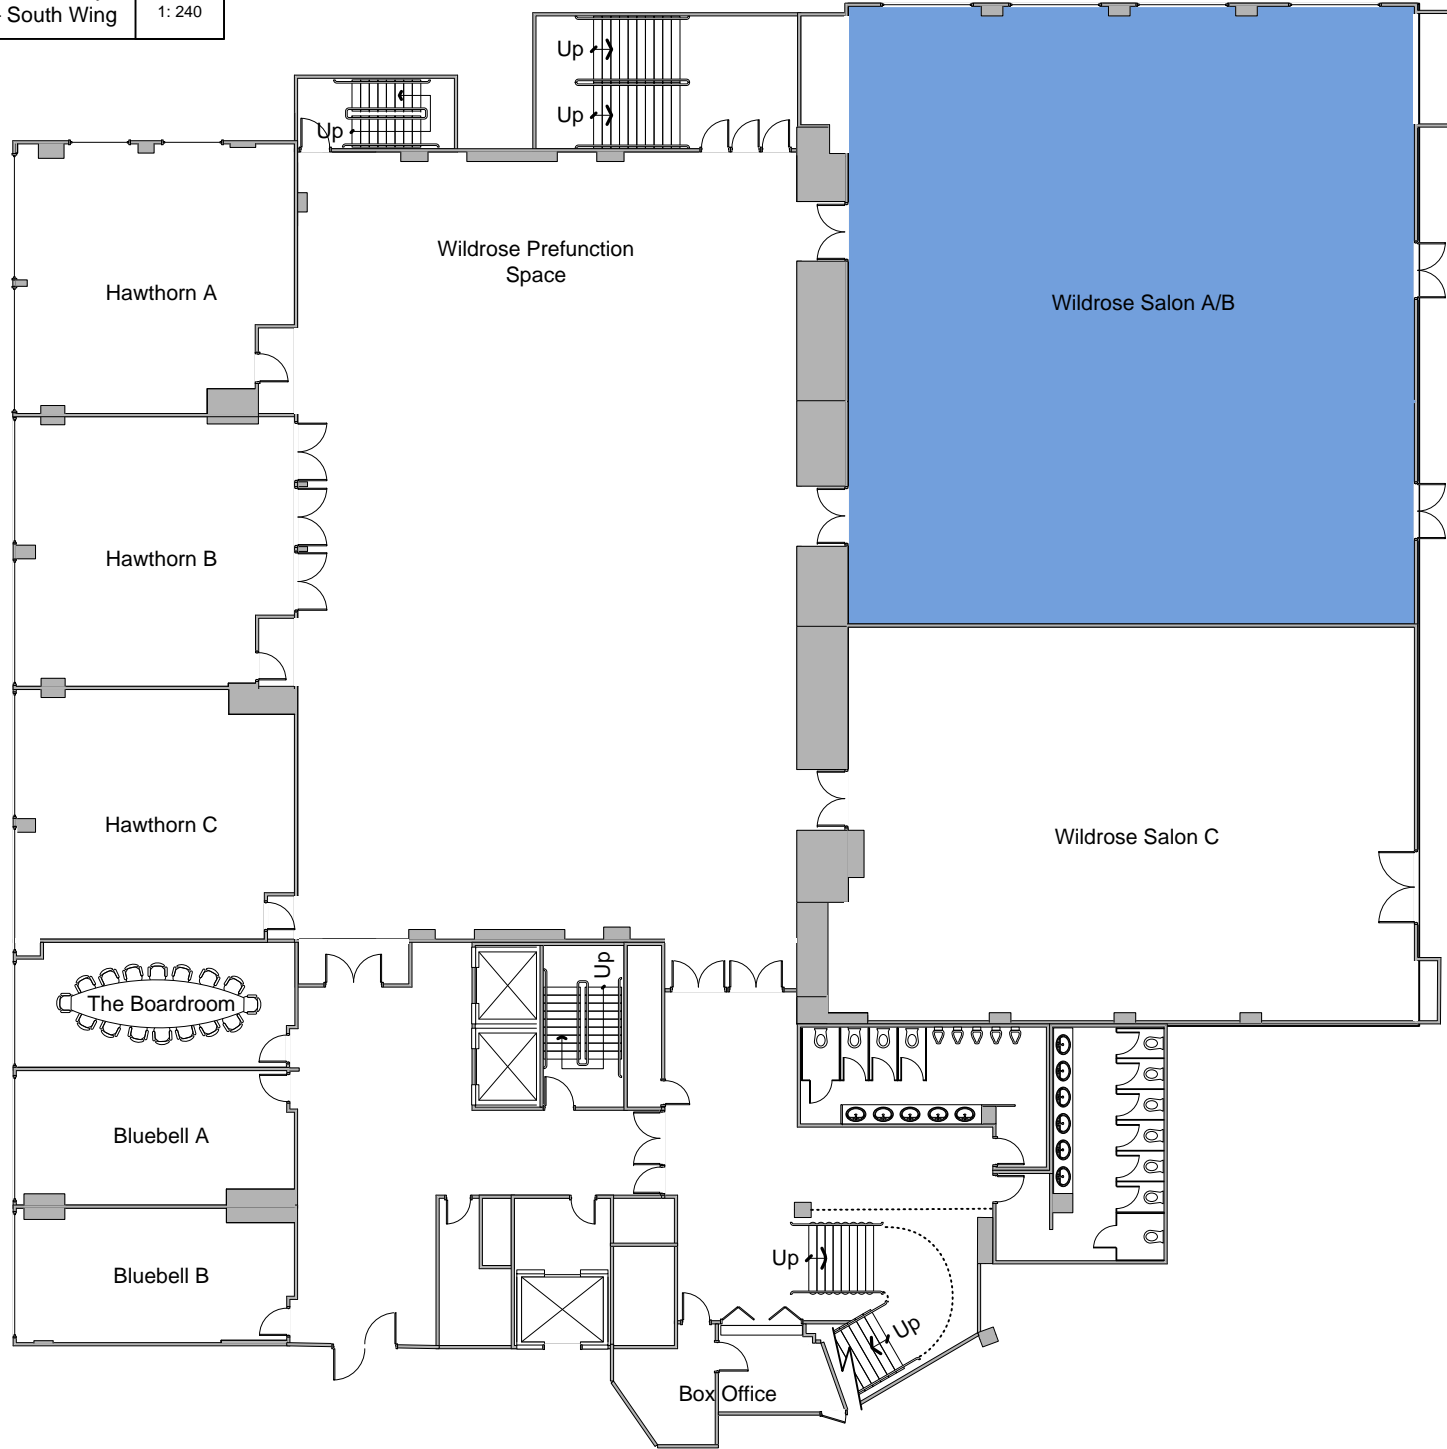 South Wing
1: 240
Up
Up
Up
Wildrose Prefunction
Space
Hawthorn A
Wildrose Salon A/B
Hawthorn B
Hawthorn C
Wildrose Salon C
Up
The Boardroom
Bluebell A
Up
Bluebell B
Up
Box Office